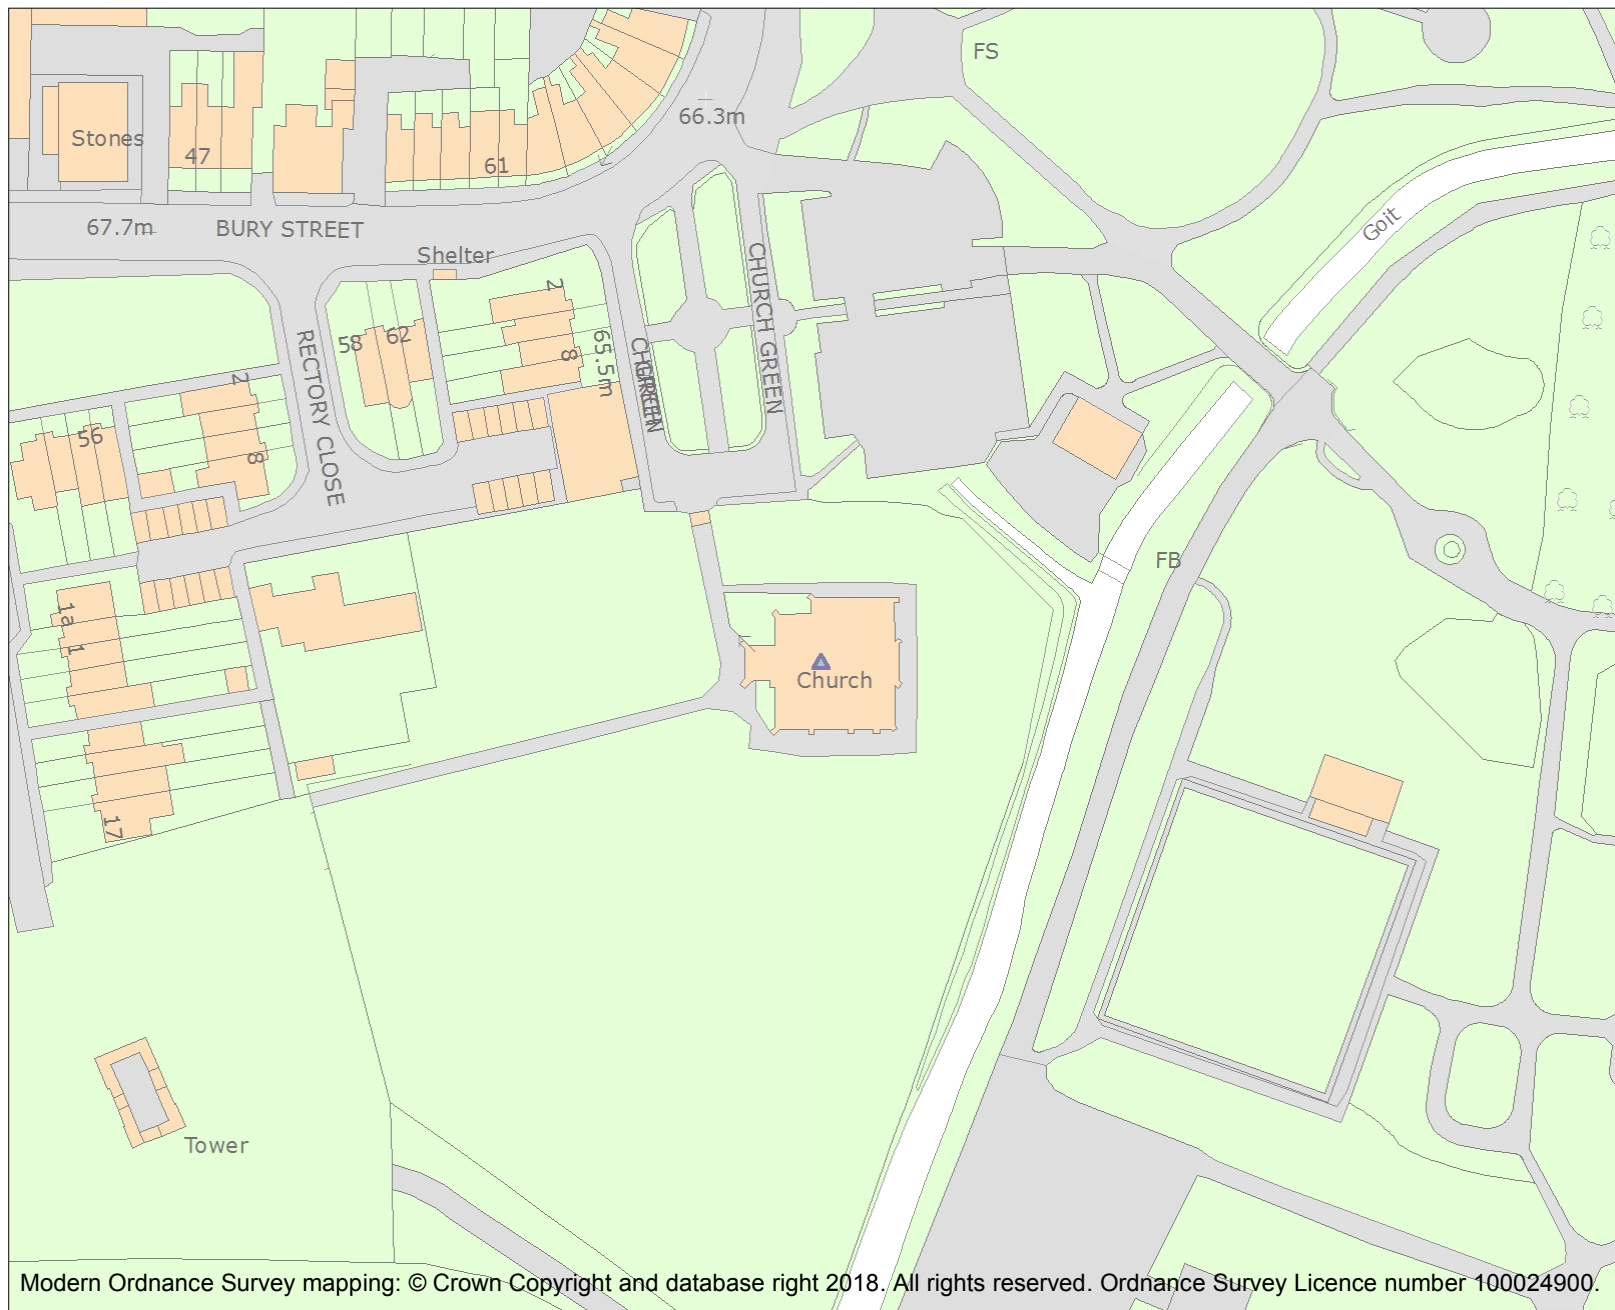 FS
66.3m
Stones
47
61
67.7m
BURY STREET
Goit
Shelter
2
CHURCH GREEN
58
62
8
65.5m
CHURCH GREEN
RECTORY CLOSE
2
56
8
FB
1a
1
Church
17
Tower
Modern Ordnance Survey mapping: © Crown Copyright and database right 2018. All rights reserved. Ordnance Survey Licence number 100024900.